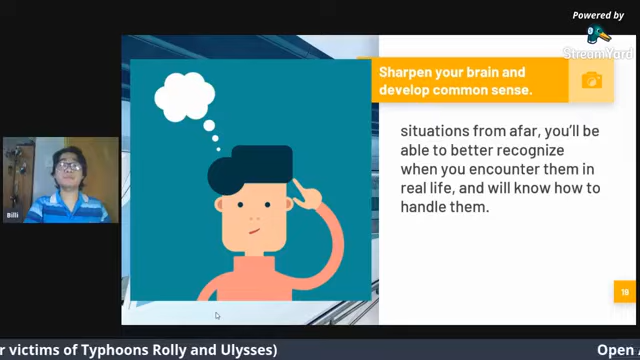 Powered by
StreamYard
Sharpen your brain and
develop common sense.
situations from afar, you'll be
able to better recognize
when you encounter them in
real life, and will know how to
handle them.
Billi
19
r victims of Typhoons Rolly and Ulysses)
Open